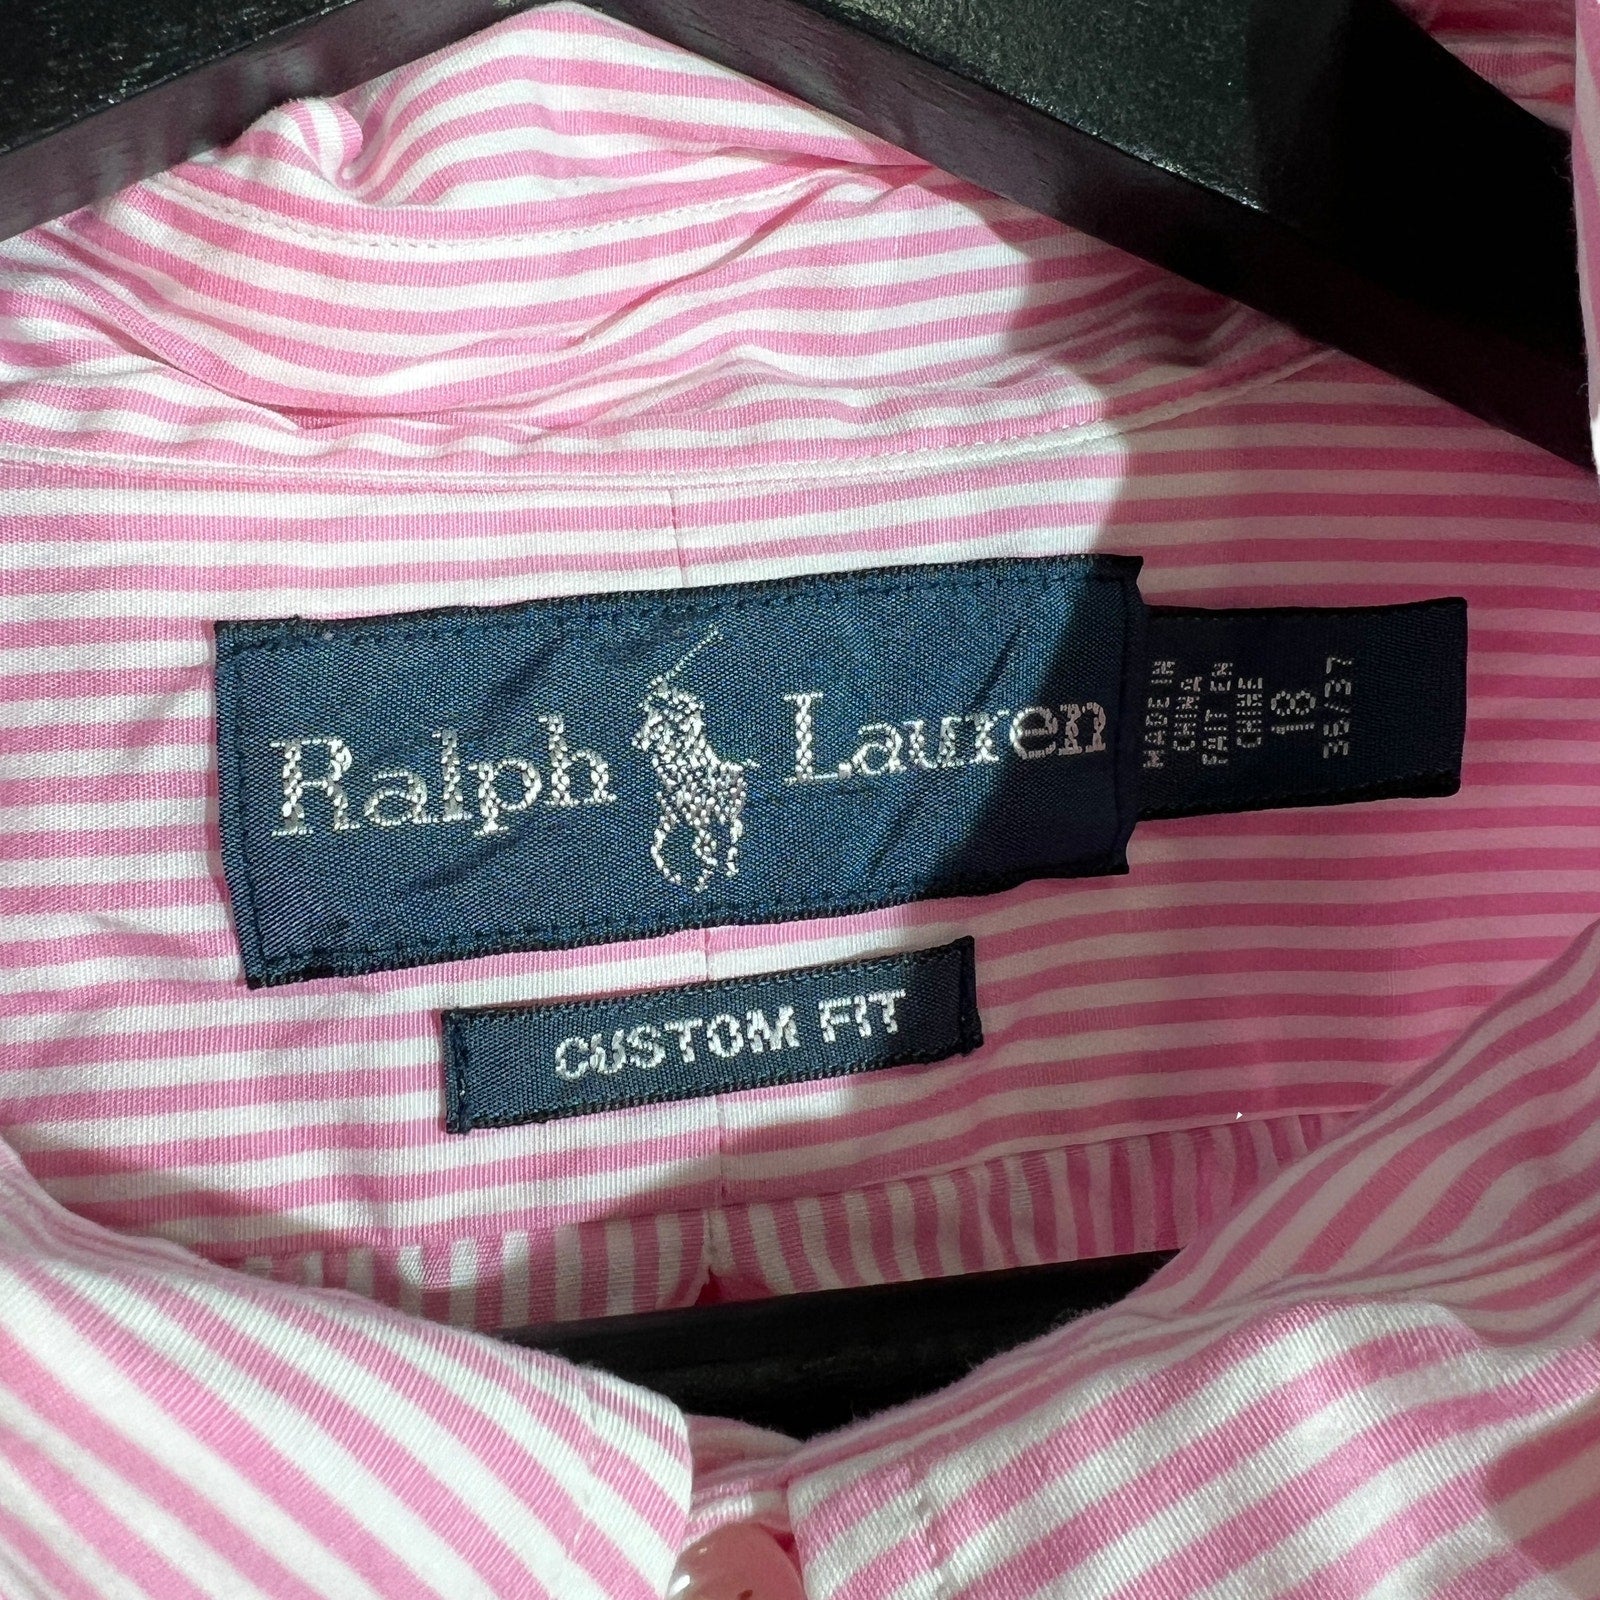 Ralph Lauren
CUSTOM FIT
MADE IN
CHINA
FAIT EN
CHINE
18
35/37